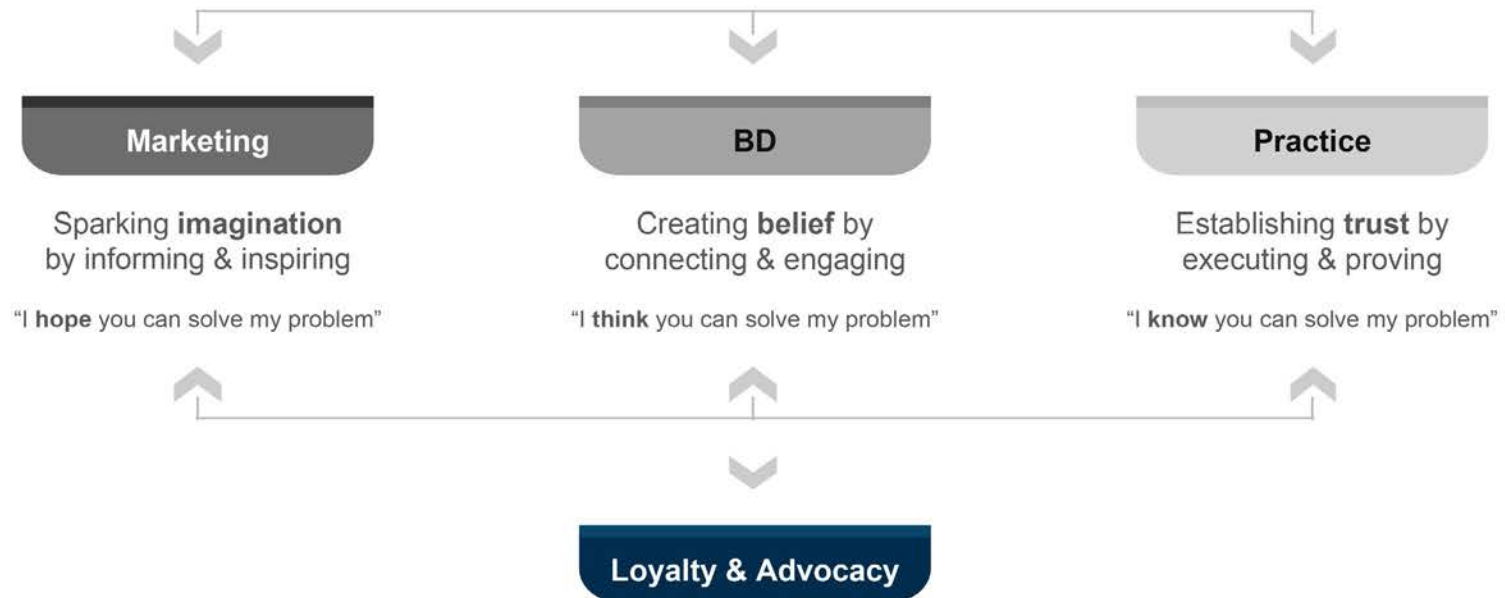 Marketing
Sparking imagination
by informing & inspiring
“I hope you can solve my problem”
BD
Creating belief by
connecting & engaging
“I think you can solve my problem”
Practice
Establishing trust by
executing & proving
“I know you can solve my problem”
Loyalty & Advocacy